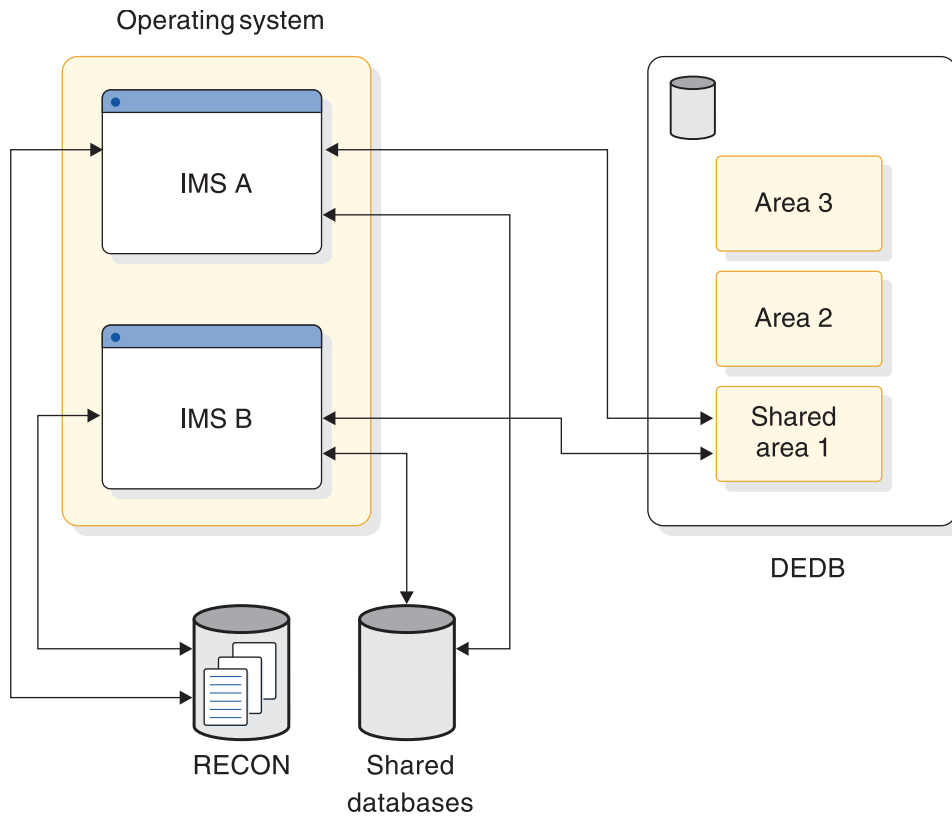 Operating system
IMS A
IMS B
Area 3
Area 2
Shared
area 1
DEDB
RECON
Shared
databases